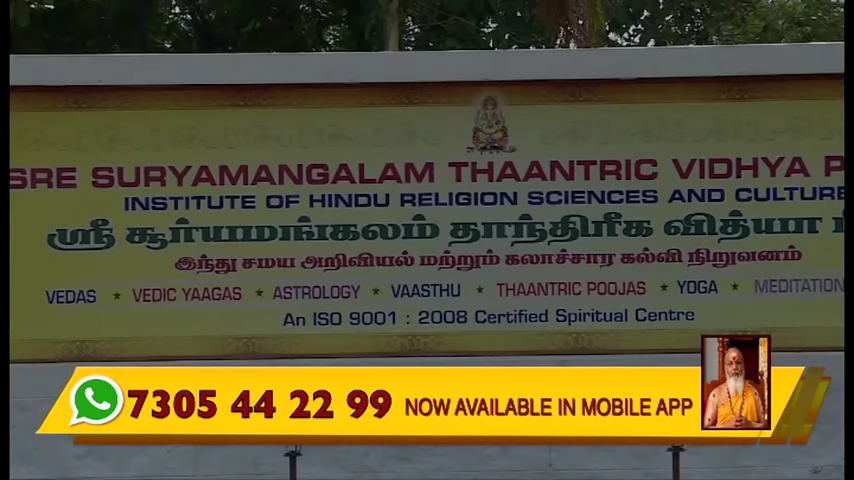 SRE SURYAMANGALAM THAANTRIC VIDHYA
INSTITUTE OF HINDU RELIGION SCIENCES AND CULTURE
ஸ்ரீ சூர்யாமங்கலம் தாந்திரீக வித்யா
இந்து சமய அறிவியல் மற்றும் கலாச்சார கல்வி நிறுவனம்
VEDAS ★ VEDIC YAAGAS ★ ASTROLOGY ★ VAASTHU ★ THAANTRIC POOJAS ★ YOGA ★ MEDITATION
An ISO 9001 : 2008 Certified Spiritual Centre
7305 44 22 99 NOW AVAILABLE IN MOBILE APP